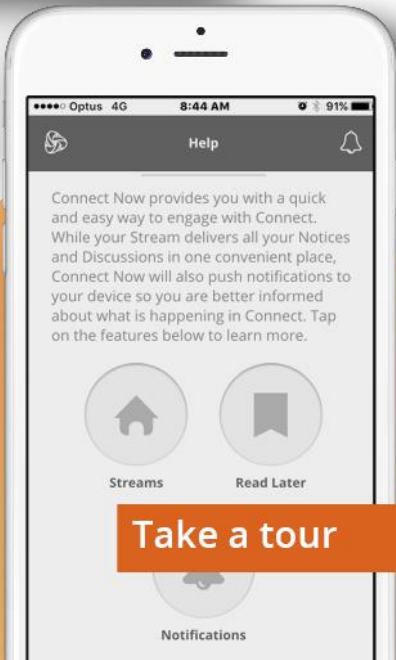 Optus 4G 8:44 AM 91%
Help
Connect Now provides you with a quick
and easy way to engage with Connect.
While your Stream delivers all your Notices
and Discussions in one convenient place,
Connect Now will also push notifications to
your device so you are better informed
about what is happening in Connect. Tap
on the features below to learn more.
Streams Read Later
Take a tour
Notifications